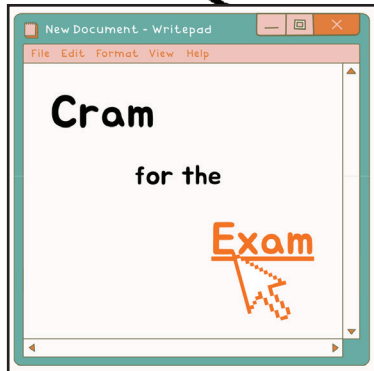 New Document - Writepad
File Edit Format View Help
Cram
for the
Exam